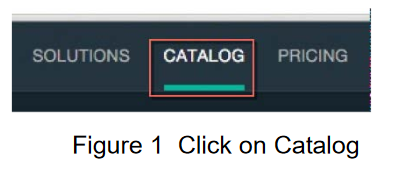 SOLUTIONS CATALOG PRICING
Figure 1 Click on Catalog